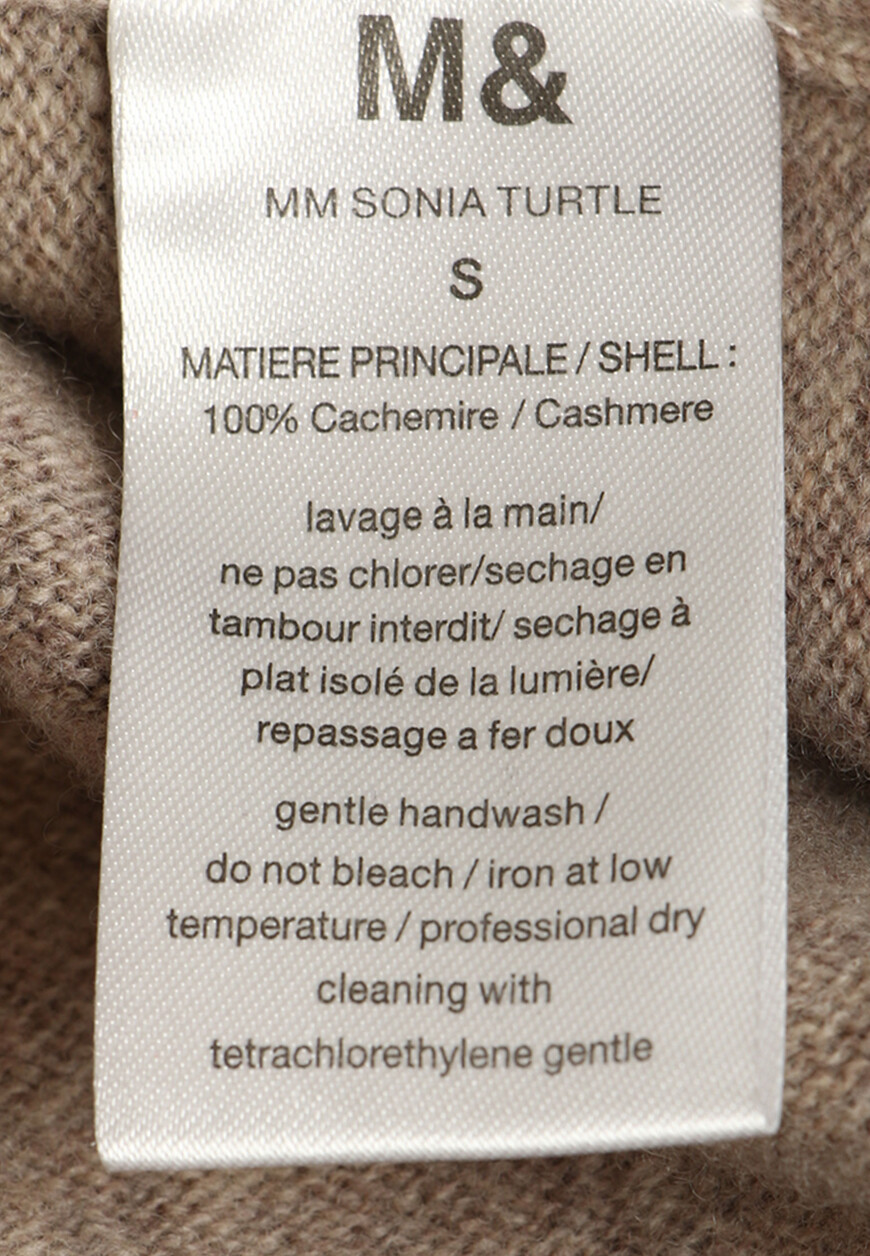 M&
MM SONIA TURTLE
S
MATIERE PRINCIPALE / SHELL :
100% Cachemire / Cashmere
lavage à la main/
ne pas chlorer/sechage en
tambour interdit/ sechage à
plat isolé de la lumière/
repassage a fer doux
gentle handwash /
do not bleach / iron at low
temperature / professional dry
cleaning with
tetrachlorethylene gentle